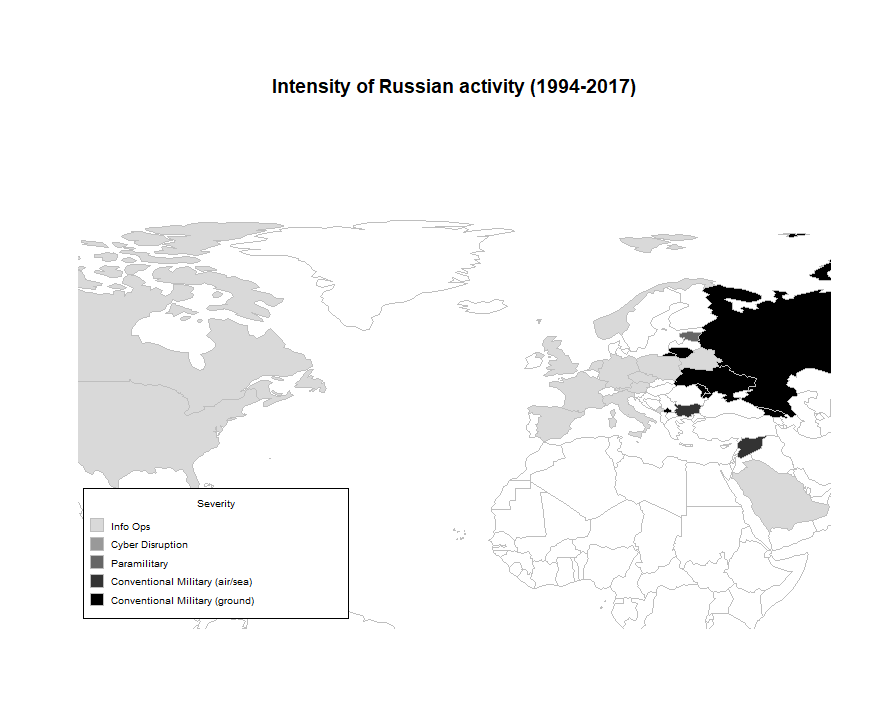 Intensity of Russian activity (1994-2017)
Severity
Info Ops
Cyber Disruption
Paramilitary
Conventional Military (air/sea)
Conventional Military (ground)